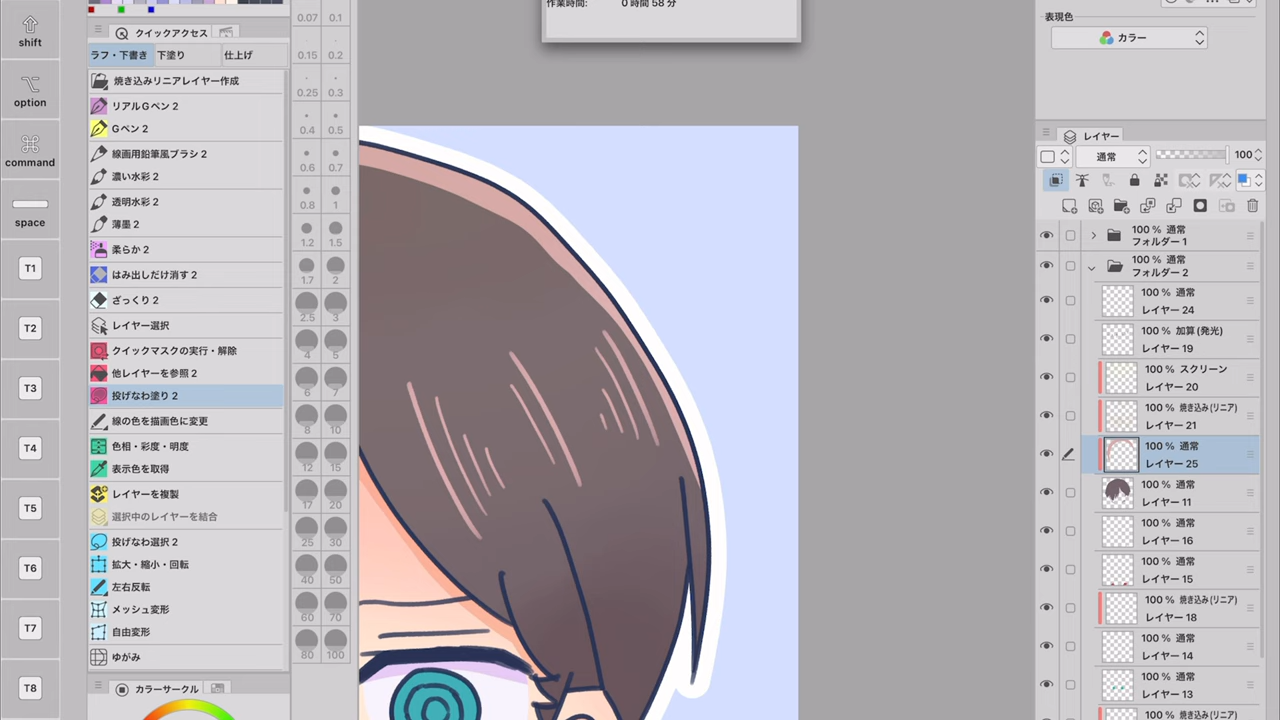 shift
option
command
space
T1
T2
T3
T4
T5
T6
T7
T8
クイックアクセス
ラフ・下書き
下塗り
仕上げ
焼き込みリニアレイヤー作成
リアルGペン 2
Gペン 2
線画用鉛筆風ブラシ 2
濃い水彩 2
透明水彩 2
薄墨 2
柔らか 2
はみ出しだけ消す 2
ざっくり 2
レイヤー選択
クイックマスクの実行・解除
他レイヤーを参照 2
投げなわ塗り 2
線の色を描画色に変更
色相・彩度・明度
表示色を取得
レイヤーを複製
選択中のレイヤーを結合
投げなわ選択 2
拡大・縮小・回転
左右反転
メッシュ変形
自由変形
ゆがみ
カラーサークル
0.07 0.1
0.15 0.2
0.25 0.3
0.4 0.5
0.6 0.7
0.8 1
1.2 1.5
1.7 2
2.5 3
4 5
6 7
8 10
12 15
17 20
25 30
40 50
60 70
80 100
作業時間: 0 時間 58 分
表現色
カラー
レイヤー
通常 100
100 % 通常
フォルダー 1
100 % 通常
フォルダー 2
100 % 通常
レイヤー 24
100 % 加算(発光)
レイヤー 19
100 % スクリーン
レイヤー 20
100 % 焼き込み(リニア)
レイヤー 21
100 % 通常
レイヤー 25
100 % 通常
レイヤー 11
100 % 通常
レイヤー 16
100 % 通常
レイヤー 15
100 % 焼き込み(リニア)
レイヤー 18
100 % 通常
レイヤー 14
100 % 通常
レイヤー 13
100 % 焼き込み(リニア)